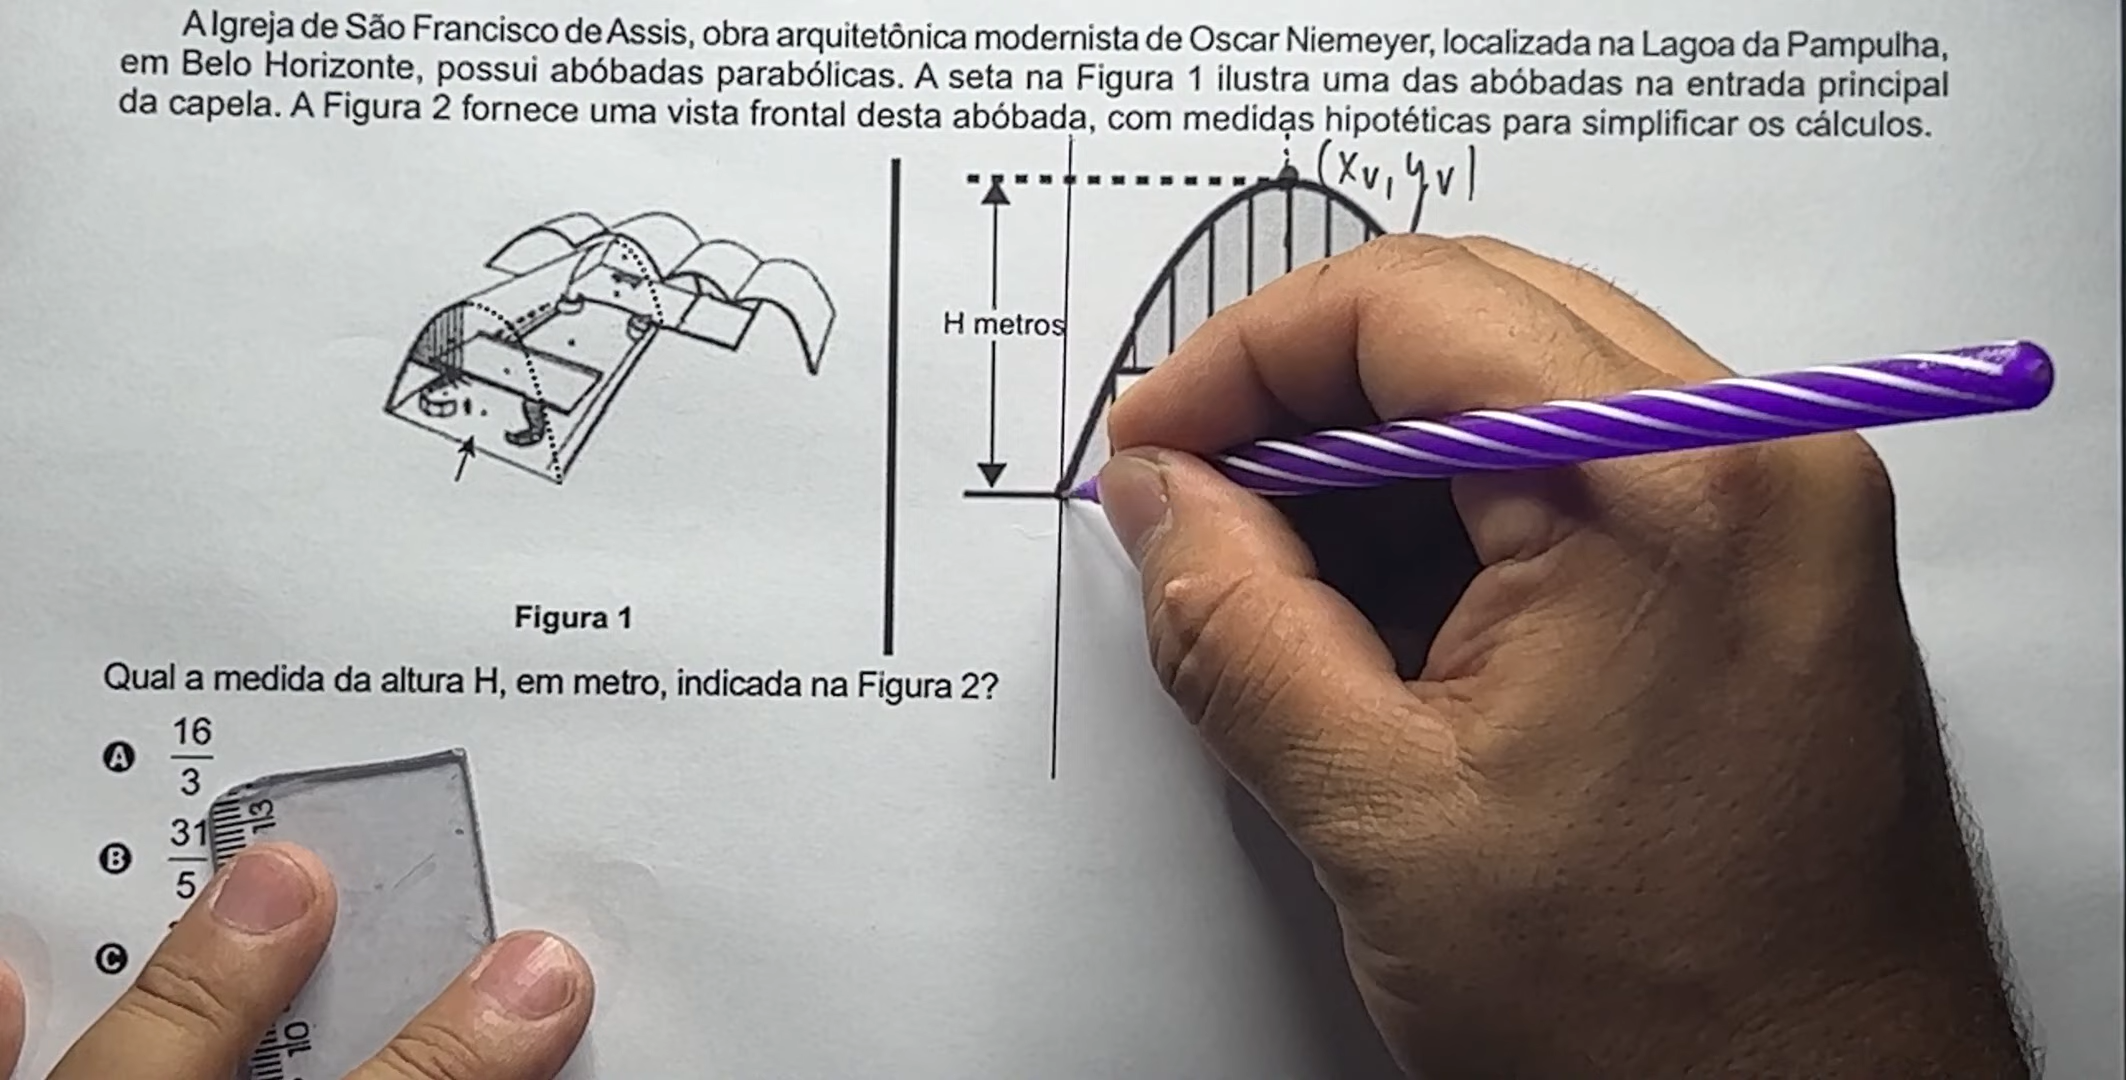 A Igreja de São Francisco de Assis, obra arquitetônica modernista de Oscar Niemeyer, localizada na Lagoa da Pampulha,
em Belo Horizonte, possui abóbadas parabólicas. A seta na Figura 1 ilustra uma das abóbadas na entrada principal
da capela. A Figura 2 fornece uma vista frontal desta abóbada, com medidas hipotéticas para simplificar os cálculos.
(xv, yv)
H metros
Figura 1
Qual a medida da altura H, em metro, indicada na Figura 2?
A 16/3
B 31/5
C
13
10